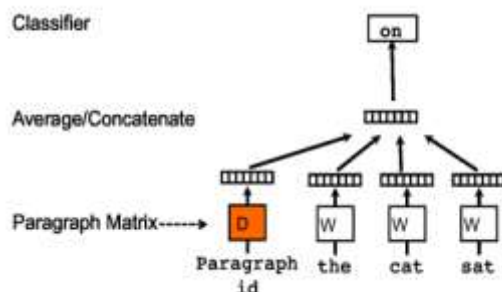 Classifier
on
Average/Concatenate
Paragraph Matrix
D W W W
Paragraph the cat sat
id